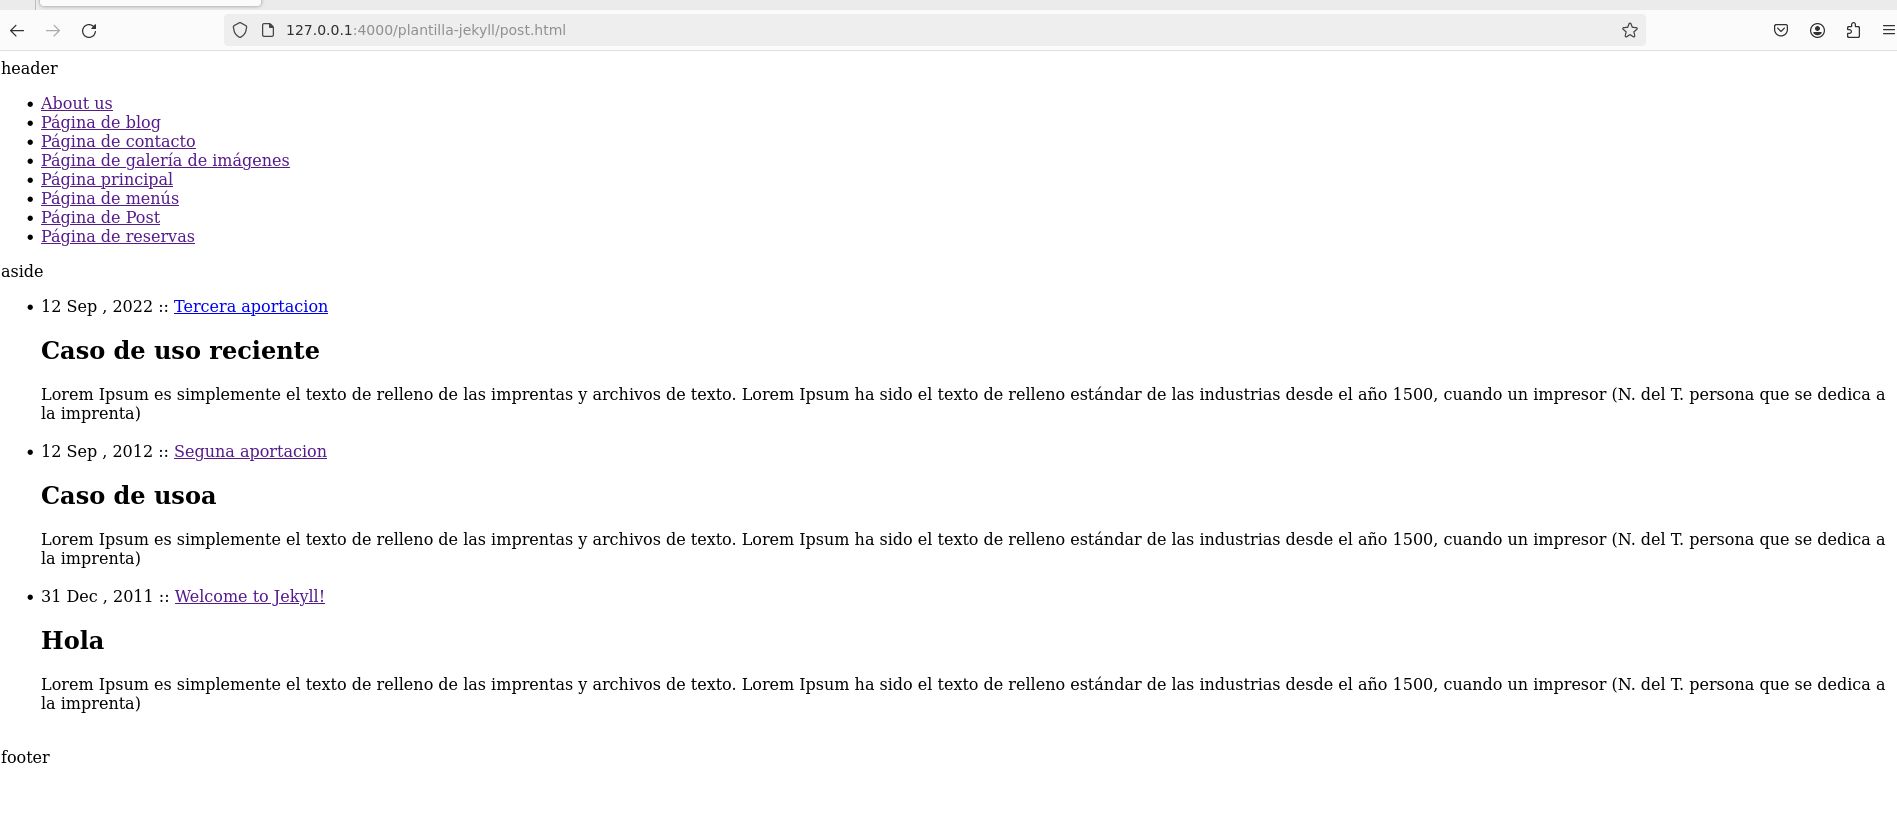 127.0.0.1:4000/plantilla-jekyll/post.html
header
About us
Página de blog
Página de contacto
Página de galería de imágenes
Página principal
Página de menús
Página de Post
Página de reservas
aside
12 Sep , 2022 :: Tercera aportacion
Caso de uso reciente
Lorem Ipsum es simplemente el texto de relleno de las imprentas y archivos de texto. Lorem Ipsum ha sido el texto de relleno estándar de las industrias desde el año 1500, cuando un impresor (N. del T. persona que se dedica a
la imprenta)
12 Sep , 2012 :: Seguna aportacion
Caso de usoa
Lorem Ipsum es simplemente el texto de relleno de las imprentas y archivos de texto. Lorem Ipsum ha sido el texto de relleno estándar de las industrias desde el año 1500, cuando un impresor (N. del T. persona que se dedica a
la imprenta)
31 Dec , 2011 :: Welcome to Jekyll!
Hola
Lorem Ipsum es simplemente el texto de relleno de las imprentas y archivos de texto. Lorem Ipsum ha sido el texto de relleno estándar de las industrias desde el año 1500, cuando un impresor (N. del T. persona que se dedica a
la imprenta)
footer